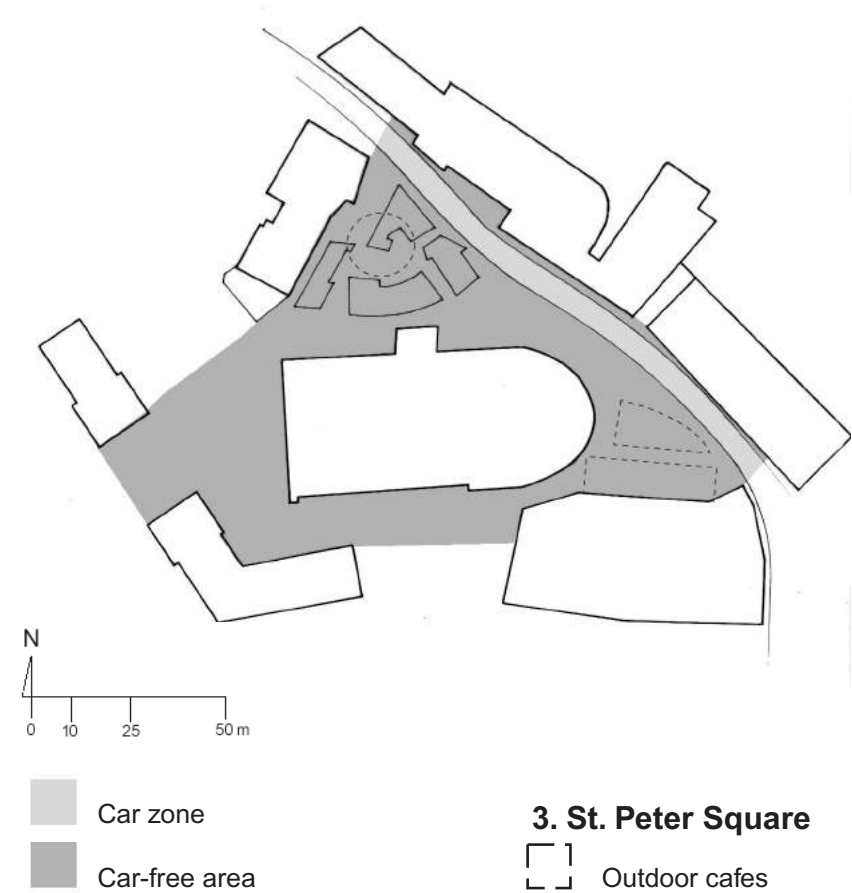 N
0 10 25 50 m
Car zone
3. St. Peter Square
Car-free area
Outdoor cafes